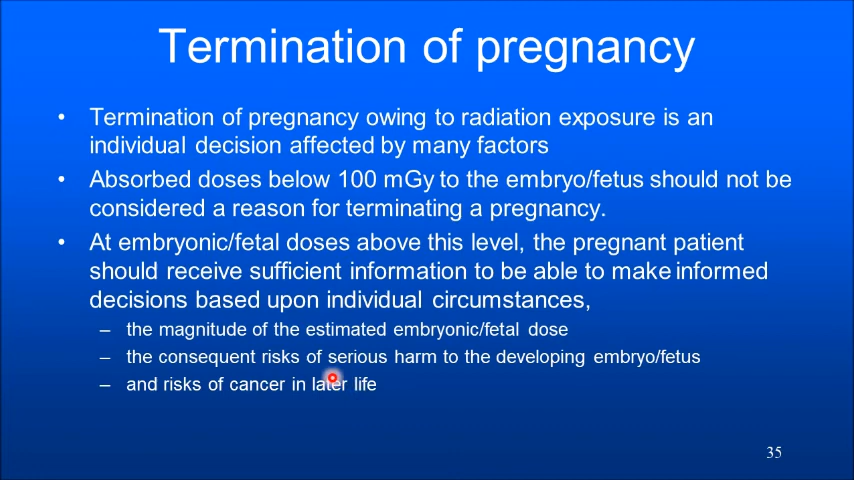 Termination of pregnancy
• Termination of pregnancy owing to radiation exposure is an
individual decision affected by many factors
• Absorbed doses below 100 mGy to the embryo/fetus should not be
considered a reason for terminating a pregnancy.
• At embryonic/fetal doses above this level, the pregnant patient
should receive sufficient information to be able to make informed
decisions based upon individual circumstances,
– the magnitude of the estimated embryonic/fetal dose
– the consequent risks of serious harm to the developing embryo/fetus
– and risks of cancer in later life
35